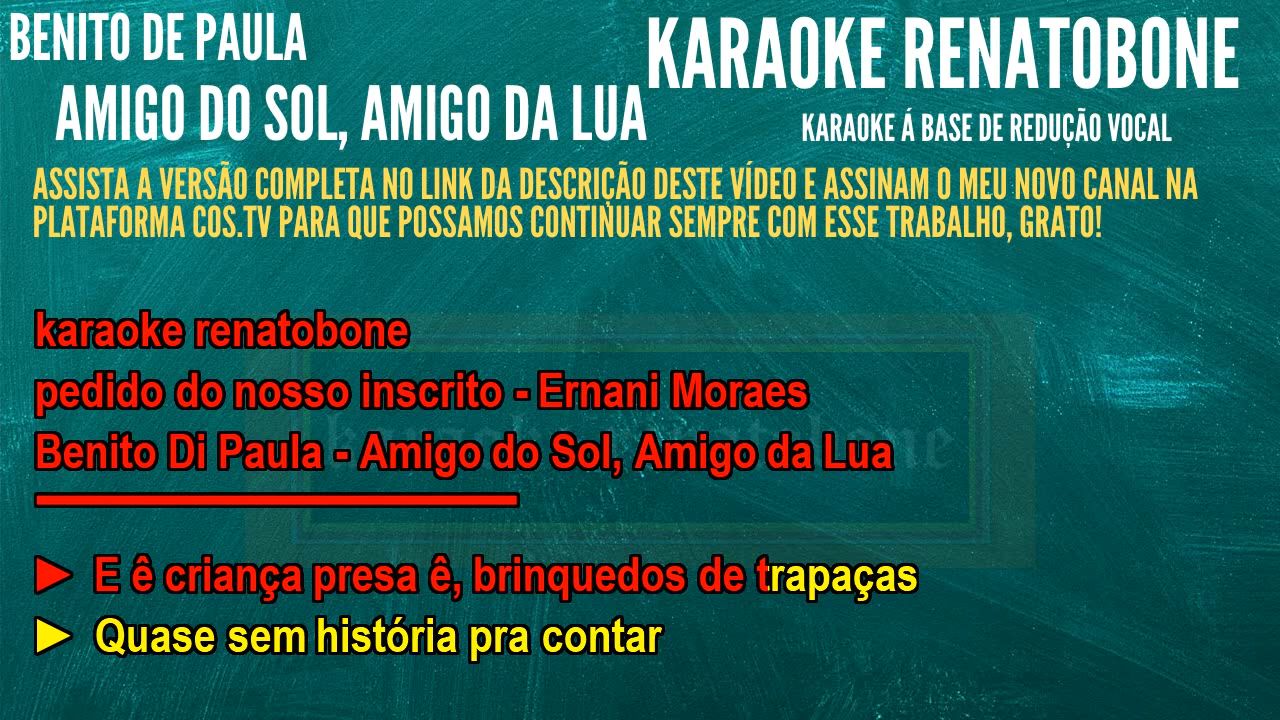 BENITO DE PAULA
AMIGO DO SOL, AMIGO DA LUA
KARAOKE RENATOBONE
KARAOKE Á BASE DE REDUÇÃO VOCAL
ASSISTA A VERSÃO COMPLETA NO LINK DA DESCRIÇÃO DESTE VÍDEO E ASSINAM O MEU NOVO CANAL NA
PLATAFORMA COS.TV PARA QUE POSSAMOS CONTINUAR SEMPRE COM ESSE TRABALHO, GRATO!
karaoke renatobone
karaoke renatobone
pedido do nosso inscrito - Ernani Moraes
Benito Di Paula - Amigo do Sol, Amigo da Lua
► E ê criança presa ê, brinquedos de trapaças
► Quase sem história pra contar